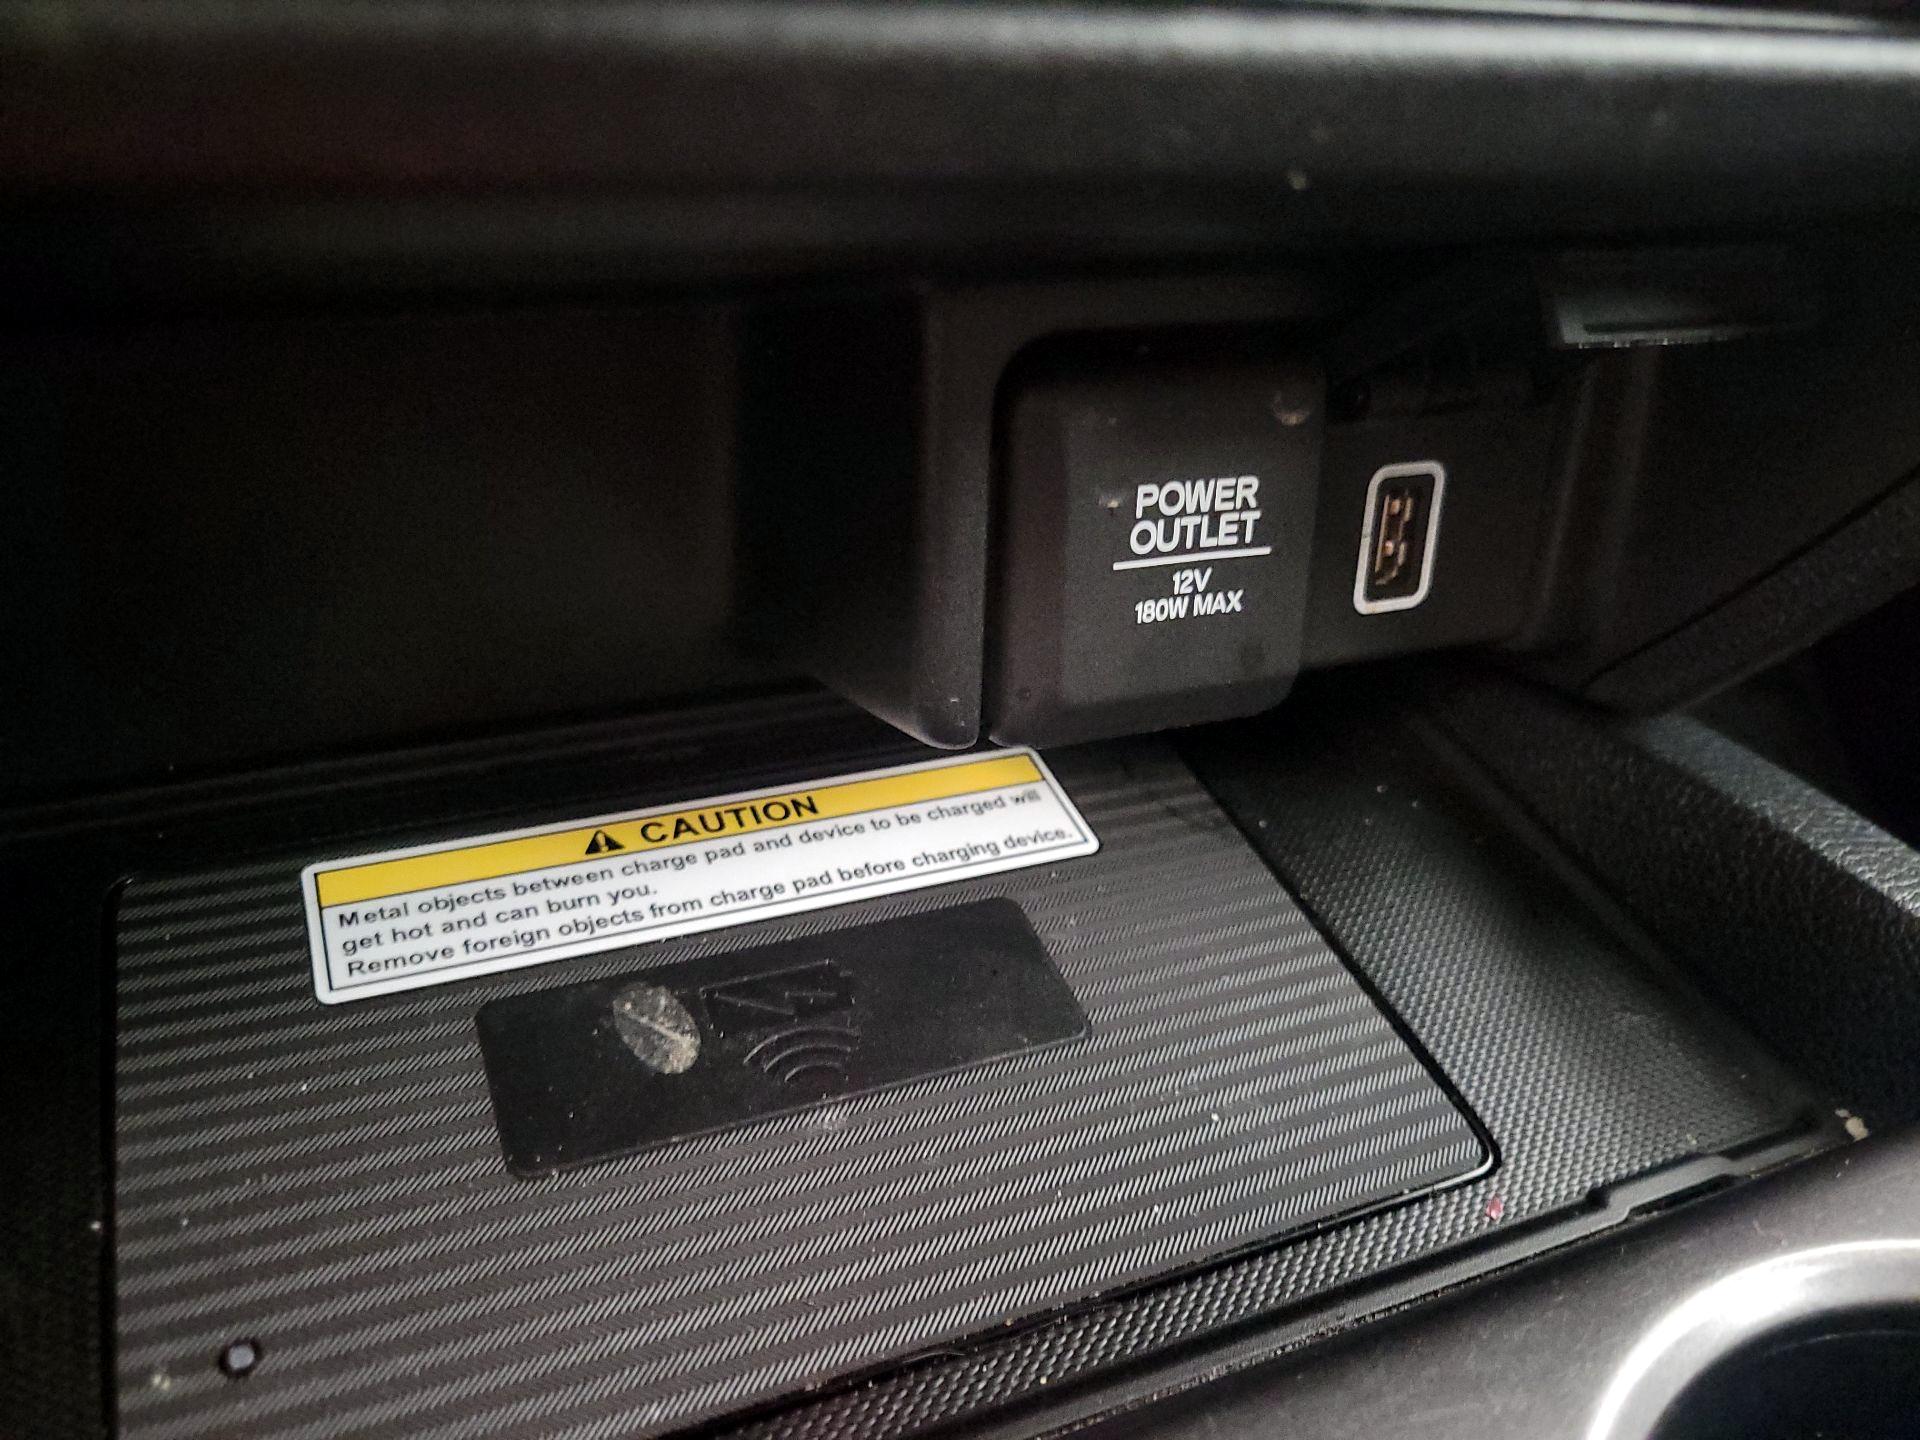 POWER
OUTLET
12V
180W MAX
CAUTION
Metal objects between charge pad and device to be charged will
get hot and can burn you.
Remove foreign objects from charge pad before charging device.